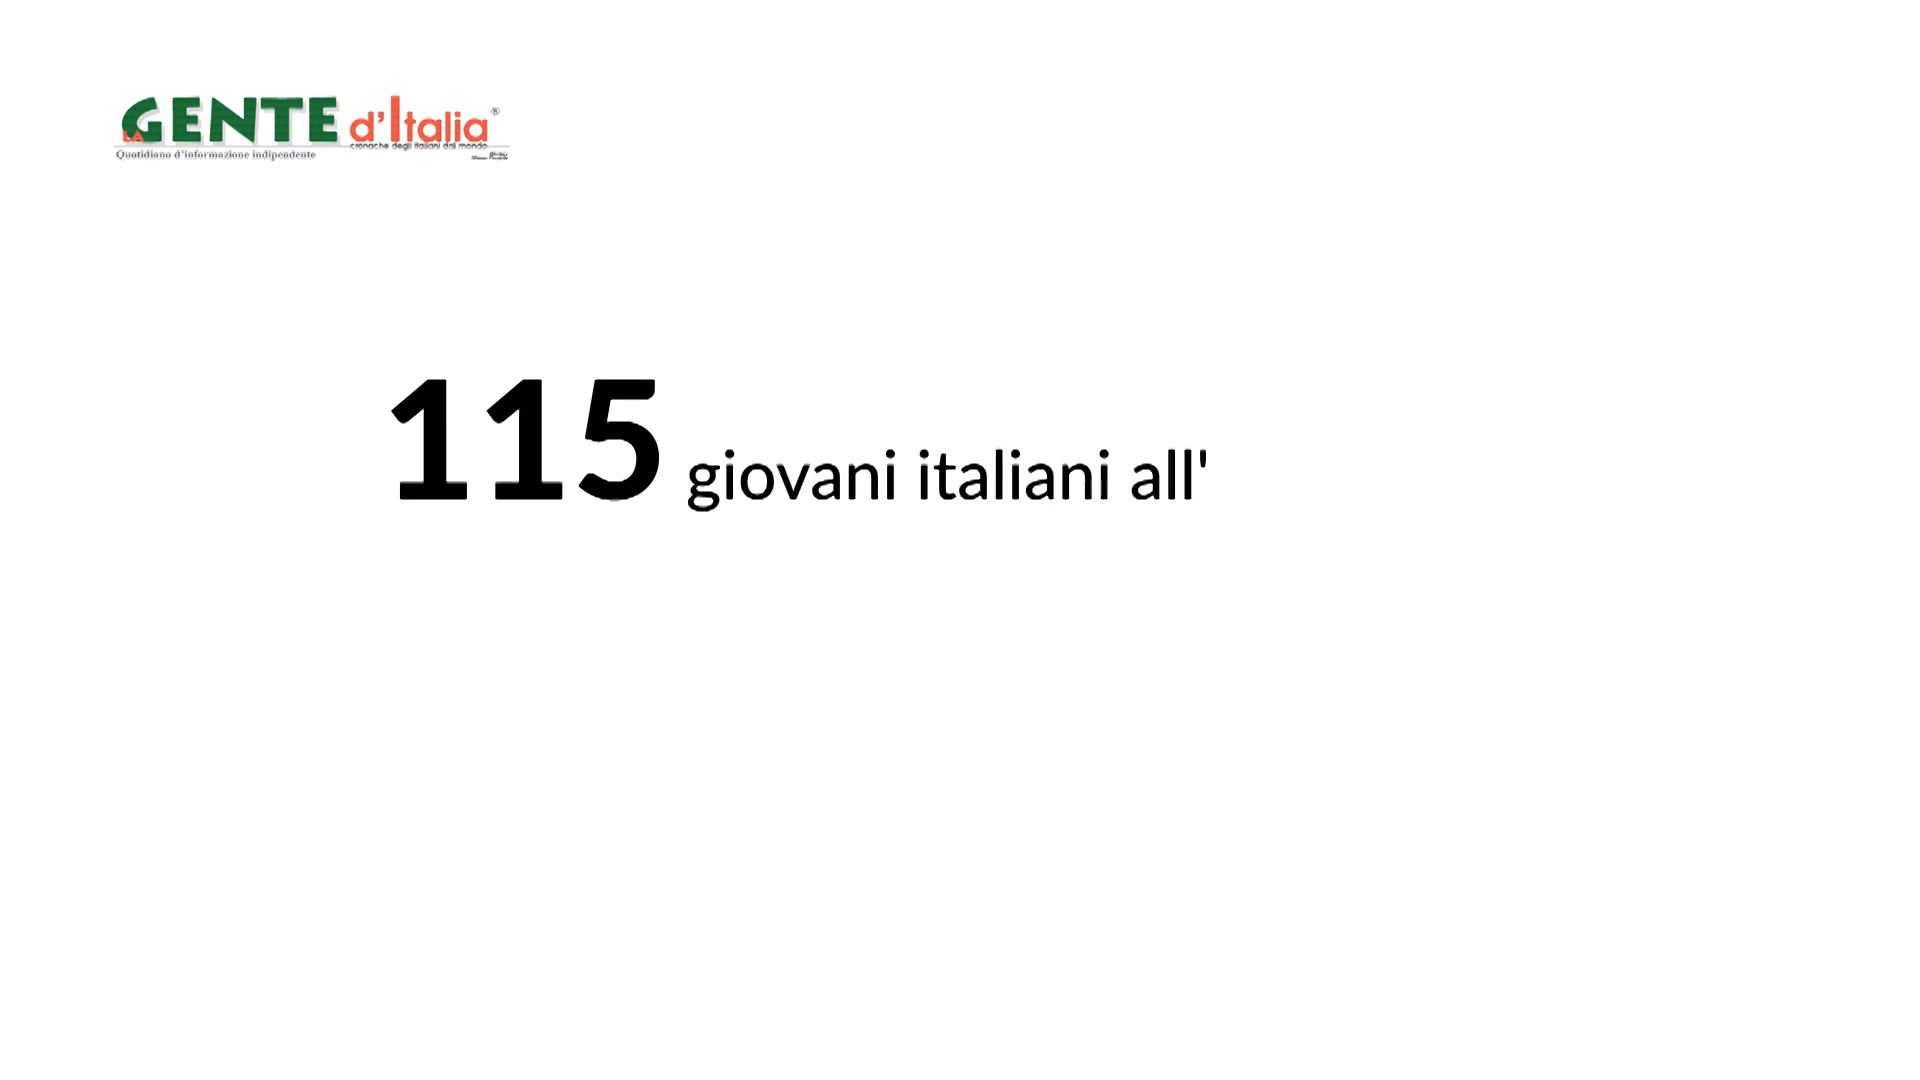 LA GENTE d'Italia ®
cronache degli italiani dal mondo
Quotidiano d'informazione indipendente
115 giovani italiani all'